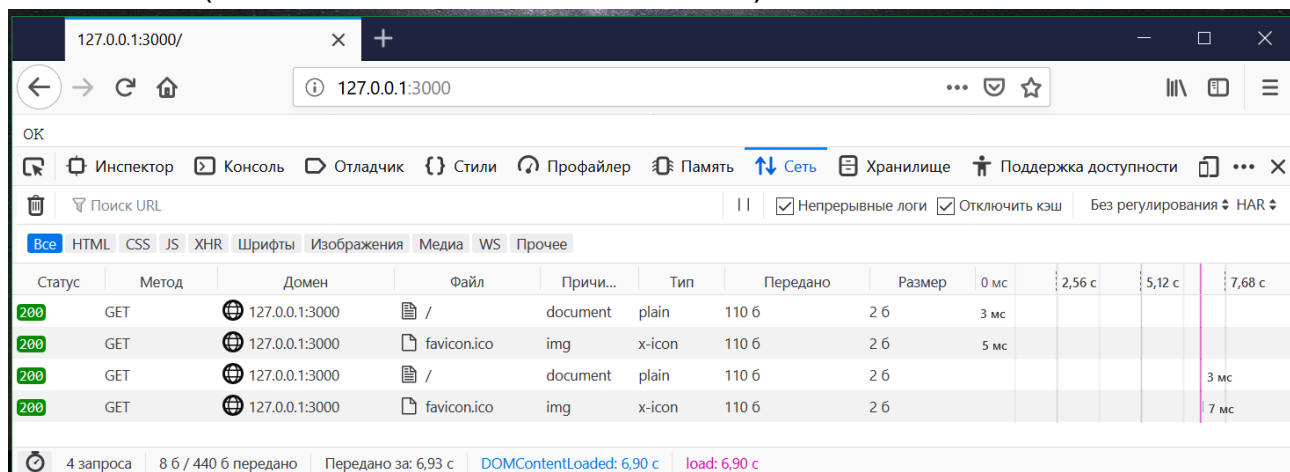 127.0.0.1:3000/
127.0.0.1:3000
OK
Инспектор Консоль Отладчик Стили Профайлер Память Сеть Хранилище Поддержка доступности
Поиск URL Непрерывные логи Отключить кэш Без регулирования HAR
Все HTML CSS JS XHR Шрифты Изображения Медиа WS Прочее
Статус Метод Домен Файл Причи... Тип Передано Размер 0 мс 2,56 с 5,12 с 7,68 с
200 GET 127.0.0.1:3000 / document plain 110 б 2 б 3 мс
200 GET 127.0.0.1:3000 favicon.ico img x-icon 110 б 2 б 5 мс
200 GET 127.0.0.1:3000 / document plain 110 б 2 б 3 мс
200 GET 127.0.0.1:3000 favicon.ico img x-icon 110 б 2 б 7 мс
4 запроса 8 б / 440 б передано Передано за: 6,93 с DOMContentLoaded: 6,90 с load: 6,90 с